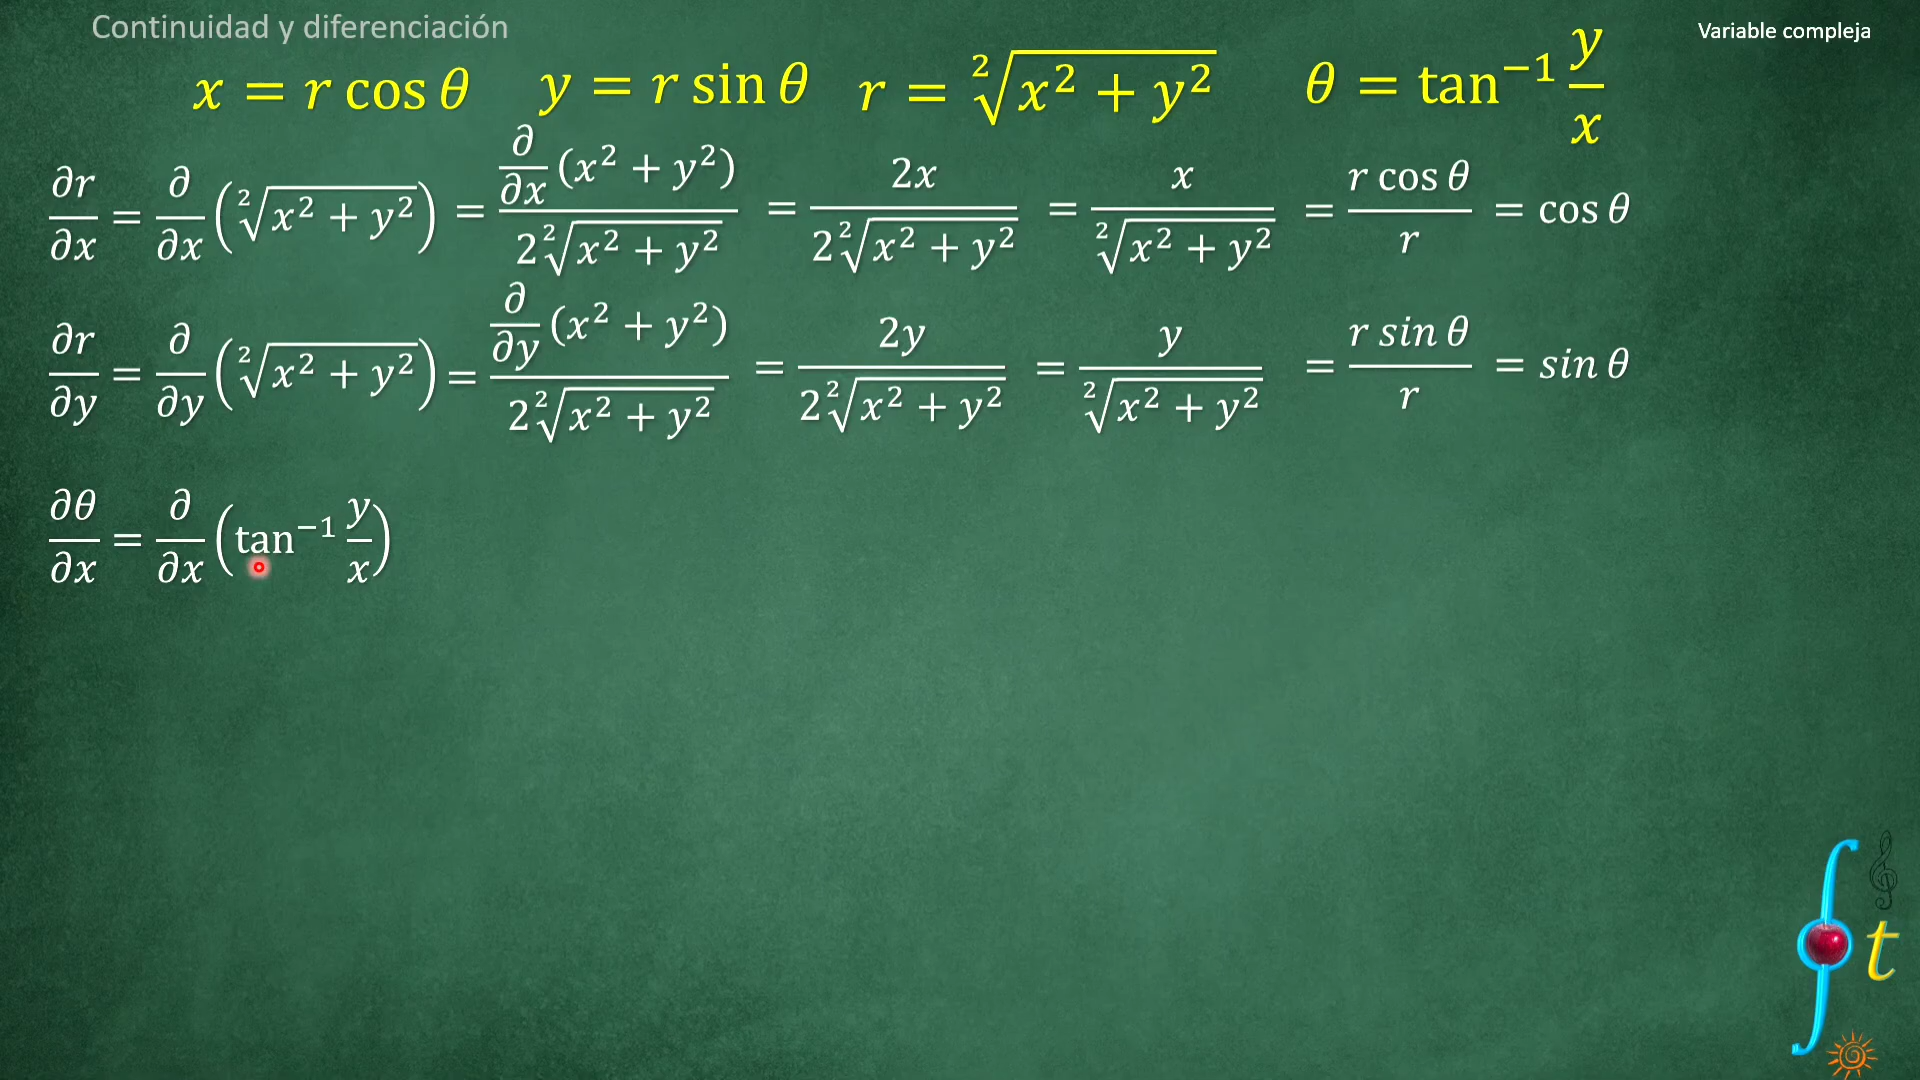 Continuidad y diferenciación
Variable compleja
x = r cos θ   y = r sin θ   r = ²√(x² + y²)   θ = tan⁻¹ y/x
∂r/∂x = ∂/∂x (²√(x² + y²)) = ∂/∂x (x² + y²) / 2 ²√(x² + y²) = 2x / 2 ²√(x² + y²) = x / ²√(x² + y²) = r cos θ / r = cos θ
∂r/∂y = ∂/∂y (²√(x² + y²)) = ∂/∂y (x² + y²) / 2 ²√(x² + y²) = 2y / 2 ²√(x² + y²) = y / ²√(x² + y²) = r sin θ / r = sin θ
∂θ/∂x = ∂/∂x (tan⁻¹ y/x)
t